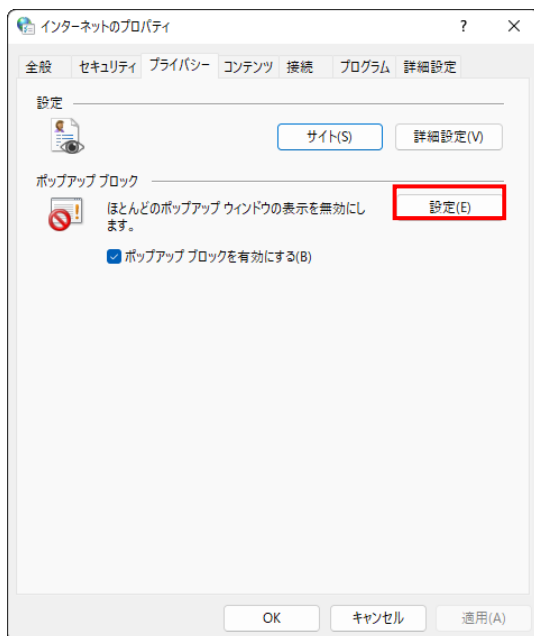 インターネットのプロパティ
?
×
全般 セキュリティ プライバシー コンテンツ 接続 プログラム 詳細設定
設定
サイト(S) 詳細設定(V)
ポップアップ ブロック
ほとんどのポップアップ ウィンドウの表示を無効にし
ます。
設定(E)
ポップアップ ブロックを有効にする(B)
OK キャンセル 適用(A)